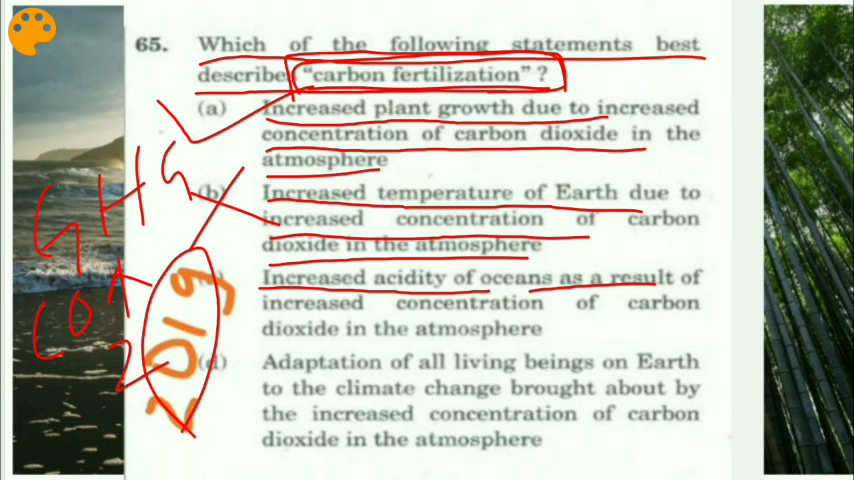 65. Which of the following statements best
describe "carbon fertilization" ?
(a) Increased plant growth due to increased
concentration of carbon dioxide in the
atmosphere
(b) Increased temperature of Earth due to
increased concentration of carbon
dioxide in the atmosphere
Increased acidity of oceans as a result of
increased concentration of carbon
dioxide in the atmosphere
(d) Adaptation of all living beings on Earth
to the climate change brought about by
the increased concentration of carbon
dioxide in the atmosphere
GHG
CO2
2019